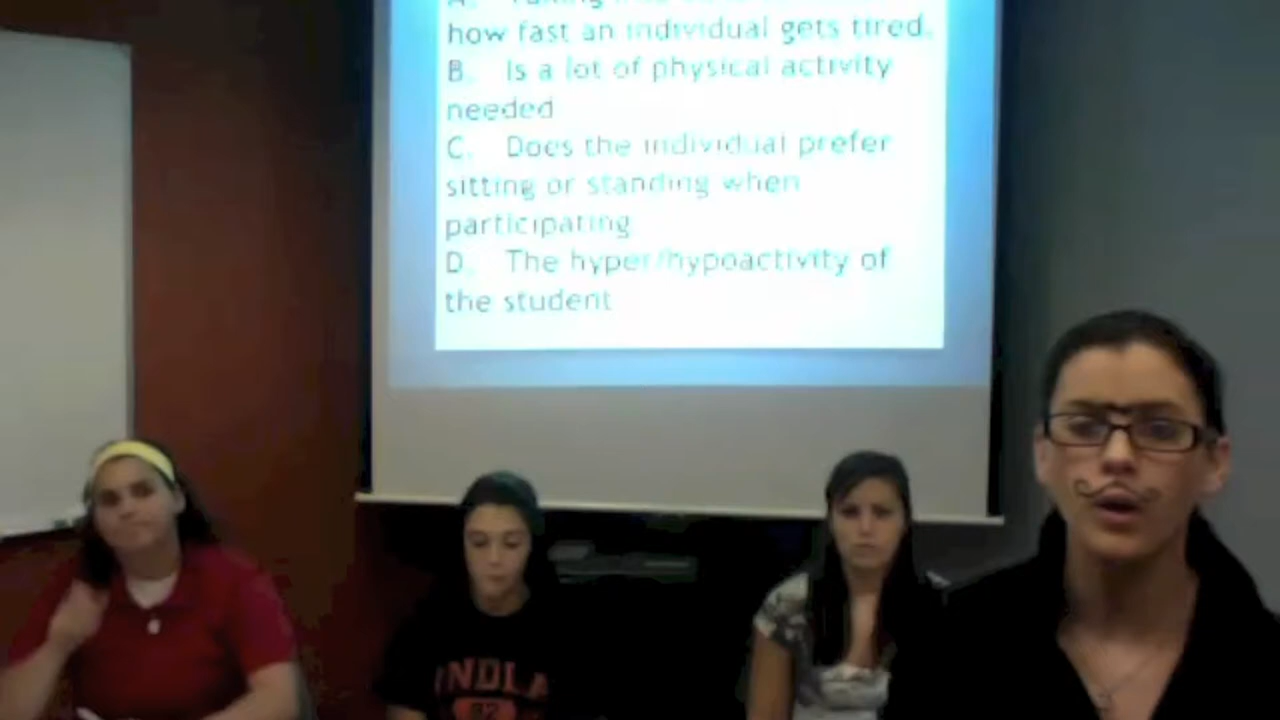 how fast an individual gets tired.
B. Is a lot of physical activity
needed
C. Does the individual prefer
sitting or standing when
participating
D. The hyper/hypoactivity of
the student